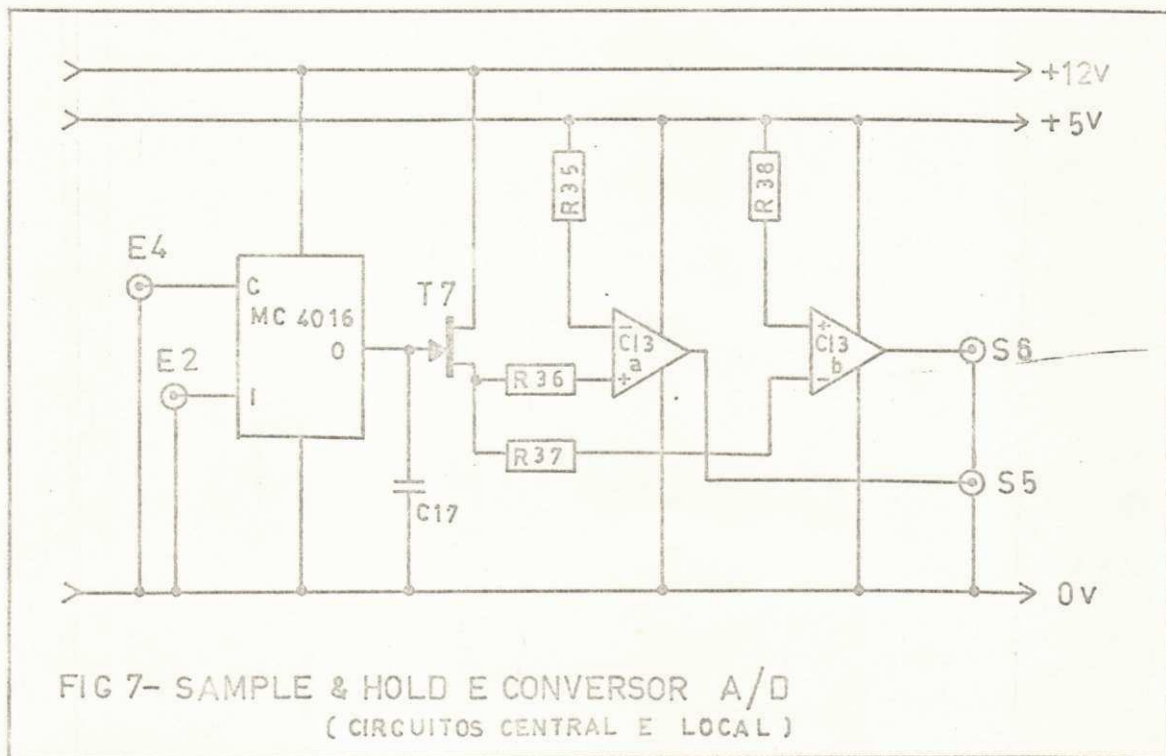 +12V
+5V
R35
R38
E4
C
MC 4016
O
T7
E2
I
−
CI3
a
+
+
CI3
b
−
S6
R36
R37
S5
C17
0V
FIG 7- SAMPLE & HOLD E CONVERSOR A/D
( CIRCUITOS CENTRAL E LOCAL )